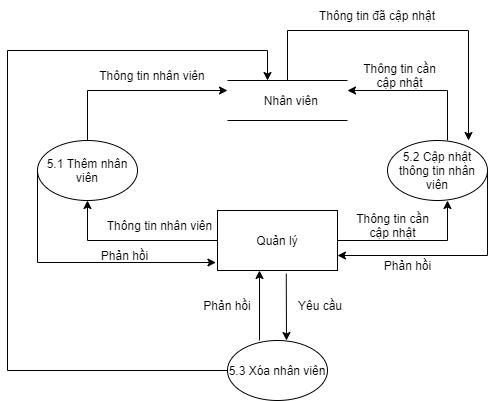 Thông tin đã cập nhật
Thông tin nhân viên
Thông tin cần
cập nhật
Nhân viên
5.1 Thêm nhân
viên
5.2 Cập nhật
thông tin nhân
viên
Thông tin nhân viên
Quản lý
Thông tin cần
cập nhật
Phản hồi
Phản hồi
Phản hồi
Yêu cầu
5.3 Xóa nhân viên